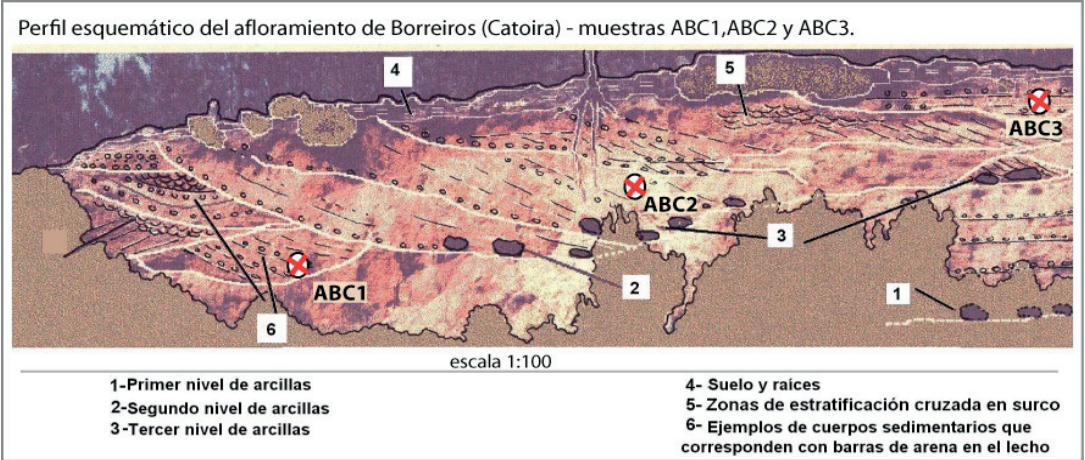 Perfil esquemático del afloramiento de Borreiros (Catoira) - muestras ABC1,ABC2 y ABC3.
4
5
ABC3
ABC2
3
ABC1
2
1
6
escala 1:100
1-Primer nivel de arcillas
2-Segundo nivel de arcillas
3-Tercer nivel de arcillas
4- Suelo y raíces
5- Zonas de estratificación cruzada en surco
6- Ejemplos de cuerpos sedimentarios que
corresponden con barras de arena en el lecho